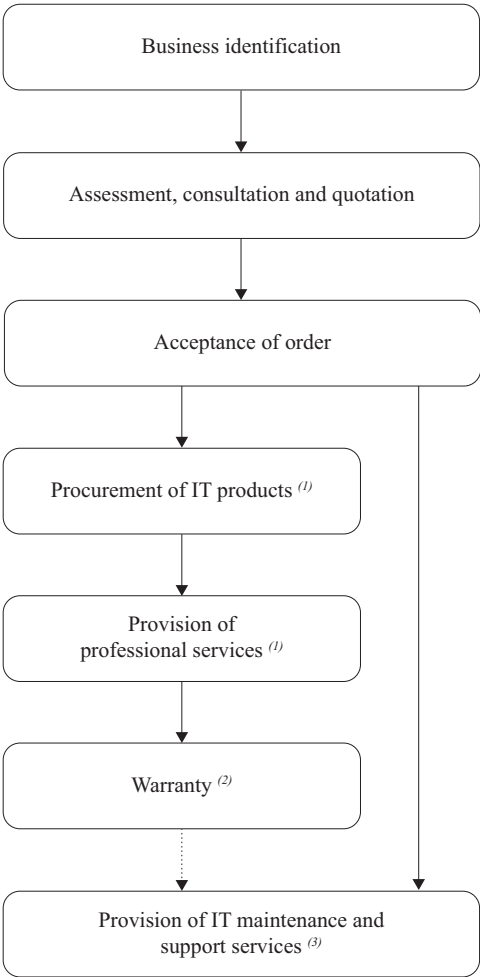 Business identification
Assessment, consultation and quotation
Acceptance of order
Procurement of IT products (1)
Provision of
professional services (1)
Warranty (2)
Provision of IT maintenance and
support services (3)